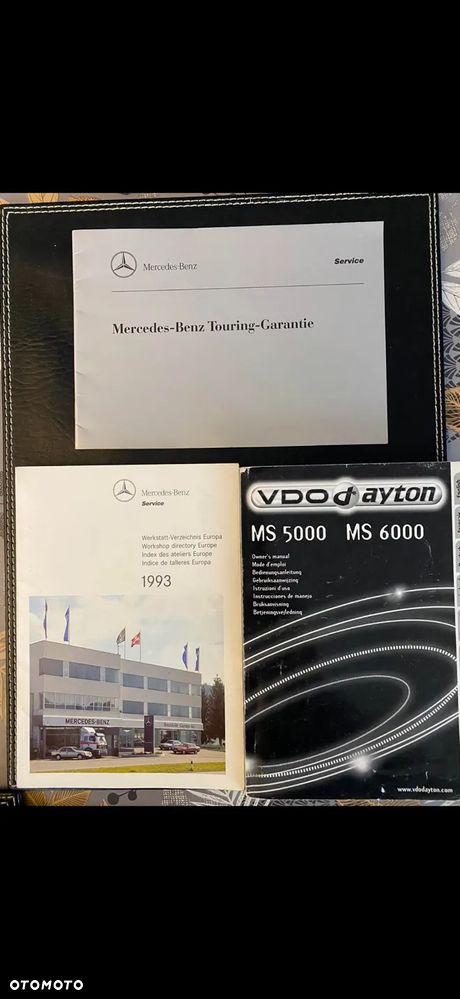 Mercedes-Benz
Service
Mercedes-Benz Touring-Garantie
Mercedes-Benz
Service
Werkstatt-Verzeichnis Europa
Workshop directory Europe
Index des ateliers Europe
Indice de talleres Europa
1993
MERCEDES-BENZ
VDO dayton
MS 5000 MS 6000
Owner's manual
Mode d'emploi
Bedienungsanleitung
Gebruiksaanwijzing
Istruzioni d'uso
Instrucciones de manejo
Bruksanvisning
Betjeningsvejledning
www.vdodayton.com
English
OTOMOTO